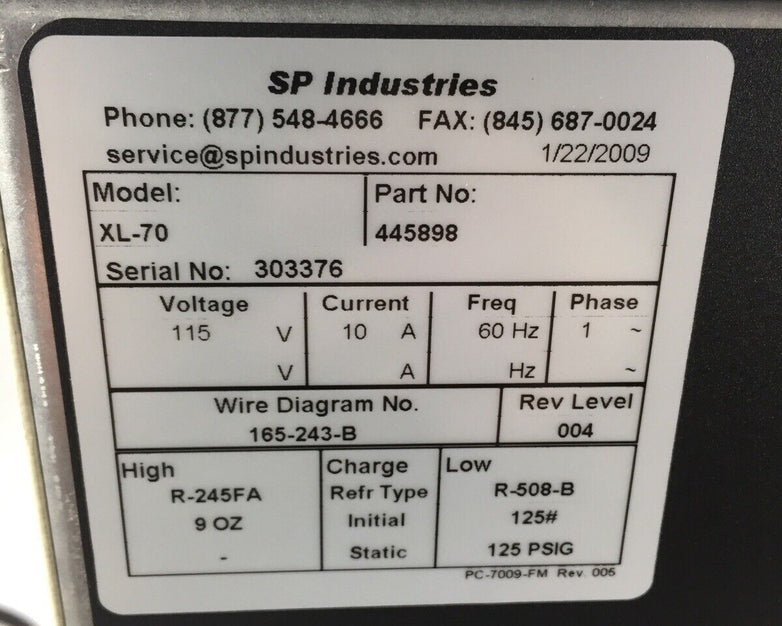 SP Industries
Phone: (877) 548-4666 FAX: (845) 687-0024
service@spindustries.com 1/22/2009
Model: Part No:
XL-70 445898
Serial No: 303376
Voltage Current Freq Phase
115 V 10 A 60 Hz 1 ~
V A Hz ~
Wire Diagram No. Rev Level
165-243-B 004
High Charge Low
R-245FA Refr Type R-508-B
9 OZ Initial 125#
- Static 125 PSIG
PC-7009-FM Rev. 005